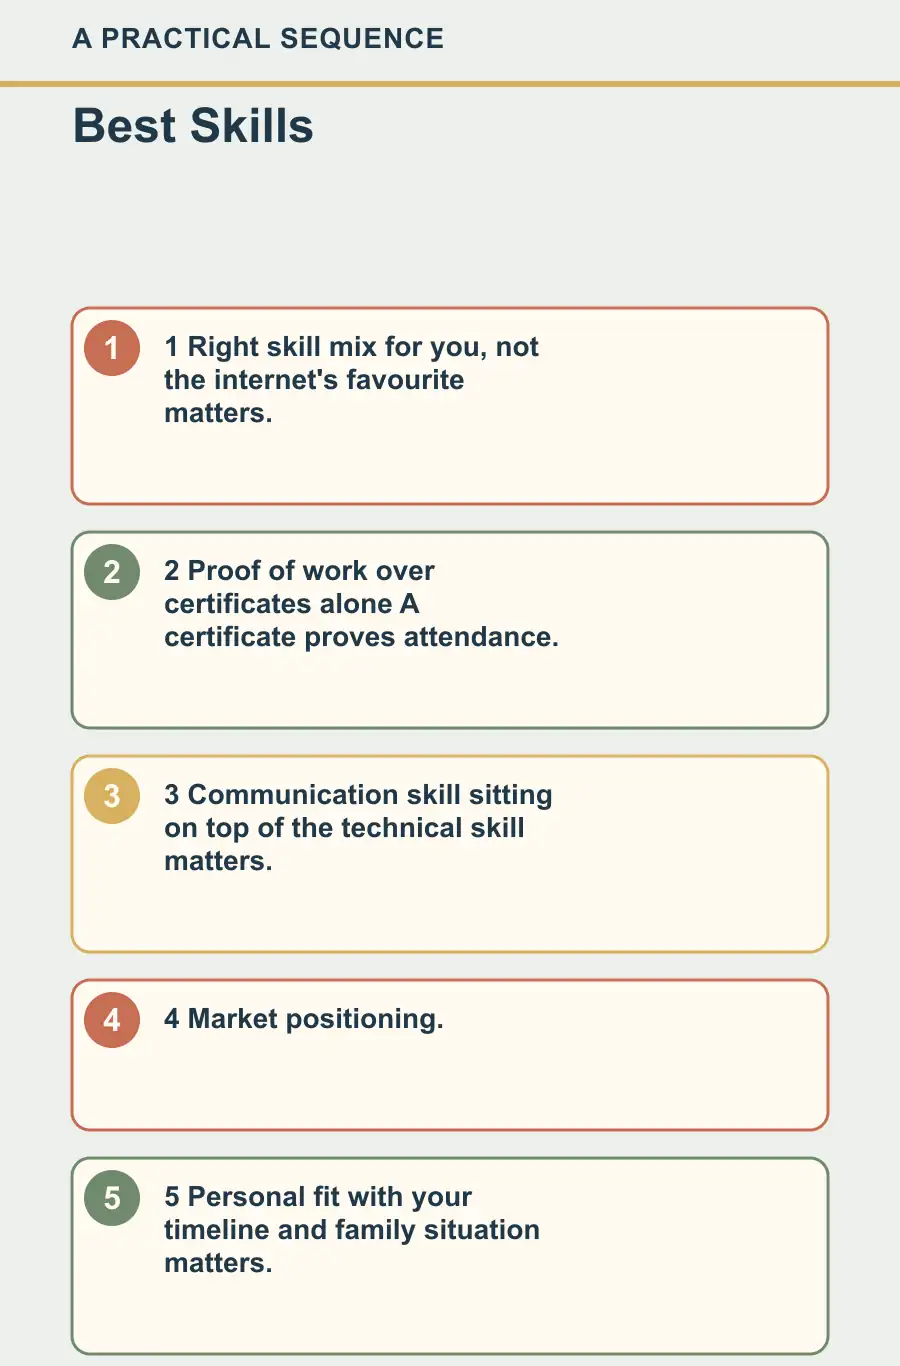 A PRACTICAL SEQUENCE
Best Skills
1
1 Right skill mix for you, not
the internet's favourite
matters.
2
2 Proof of work over
certificates alone A
certificate proves attendance.
3
3 Communication skill sitting
on top of the technical skill
matters.
4
4 Market positioning.
5
5 Personal fit with your
timeline and family situation
matters.